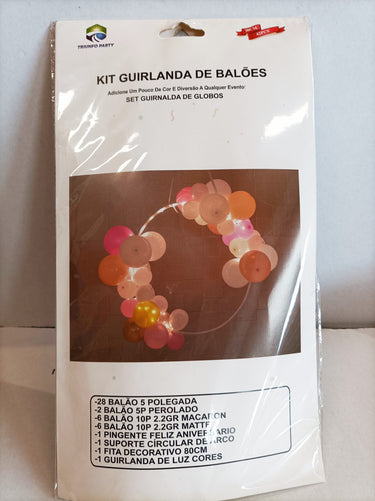 TRIUNFO PARTY
KIT GUIRLANDA DE BALÕES
Adicione Um Pouco De Cor E Diversão A Qualquer Evento:
SET GUIRNALDA DE GLOBOS
-28 BALÃO 5 POLEGADA
-2 BALÃO 5P PEROLADO
-6 BALÃO 10P 2.2GR MACARON
-6 BALÃO 10P 2.2GR MATTE
-1 PINGENTE FELIZ ANIVERSARIO
-1 SUPORTE CÍRCULAR DE ARCO
-1 FITA DECORATIVO 80CM
-1 GUIRLANDA DE LUZ CORES